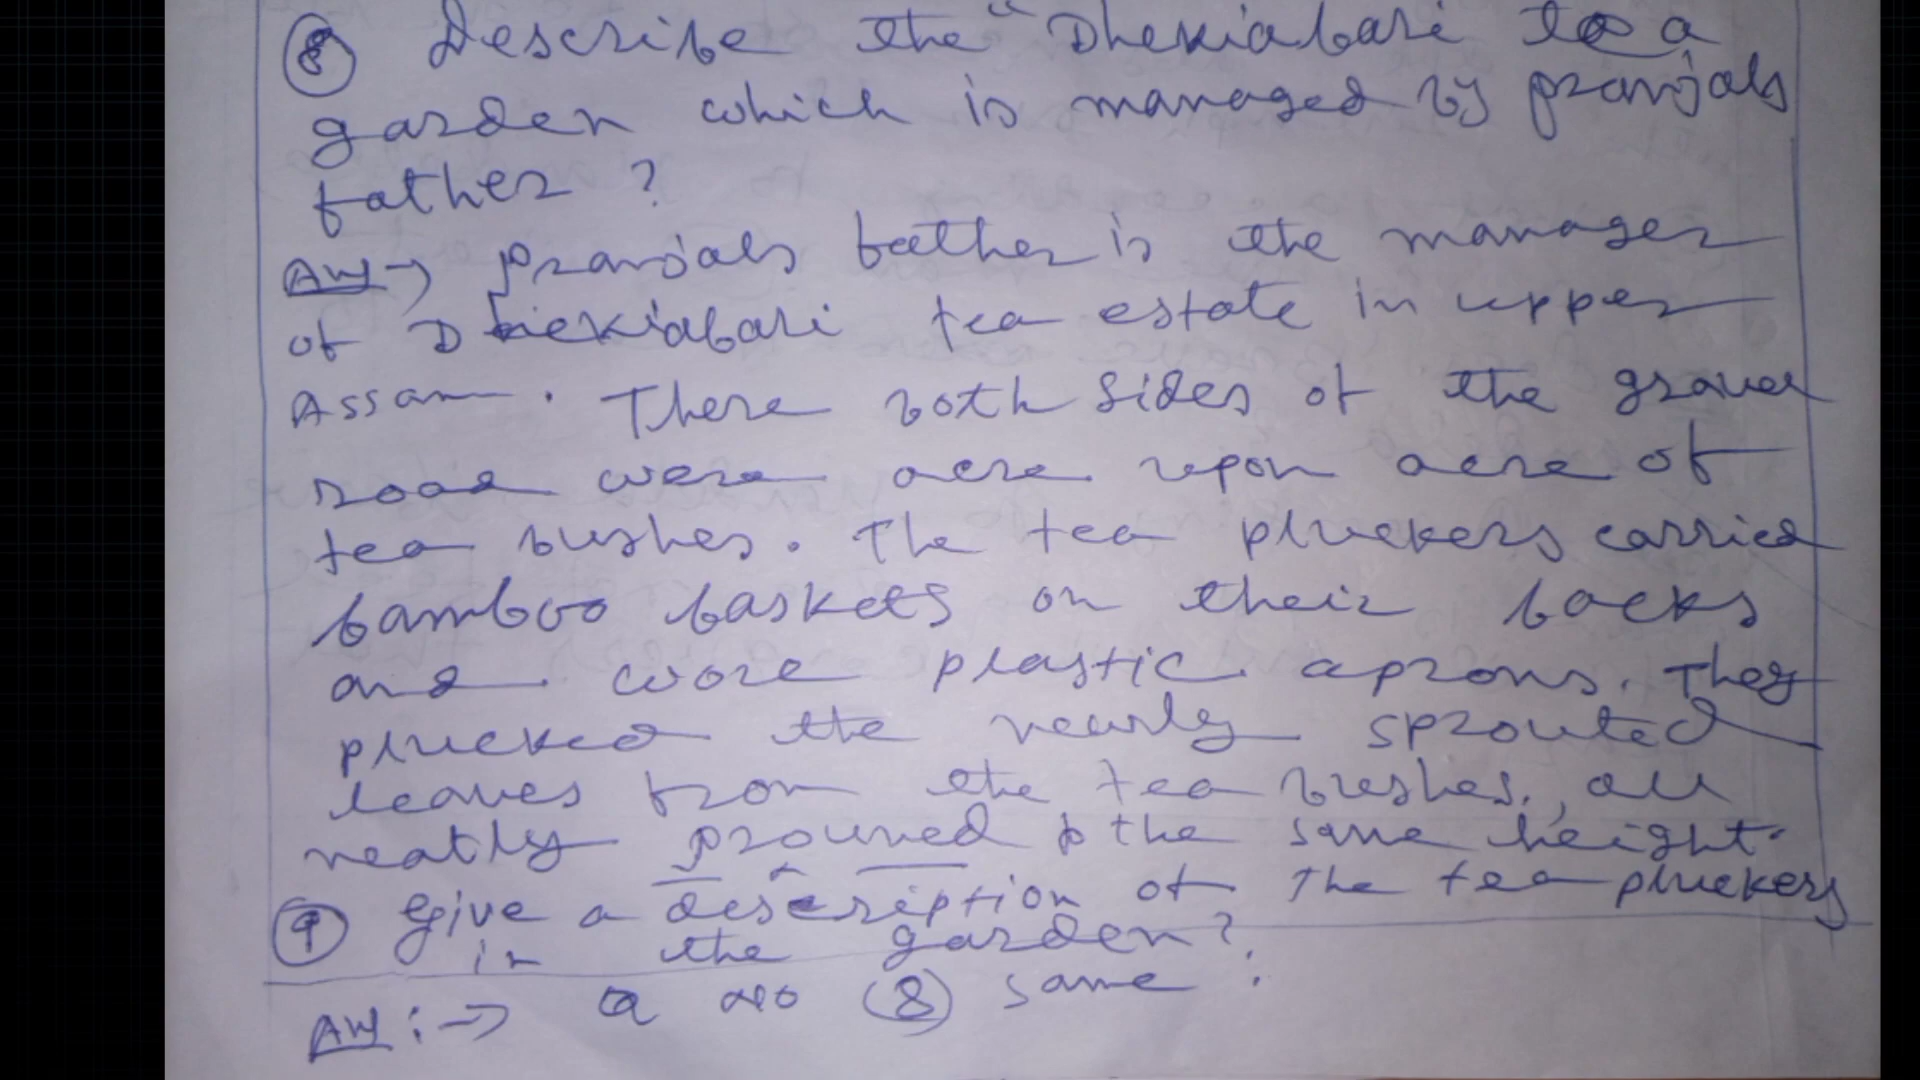 8 Describe the "Dhekiabari tea
garden which is managed by pranjals
father ?
Ans → pranjals father is the manager
of Dhekiabari tea estate in upper
Assam. There both sides of the gravel
road were acre upon acre of
tea bushes. The tea pluckers carried
bamboo baskets on their backs
and wore plastic aprons. They
plucked the newly sprouted
leaves from the tea bushes, all
neatly to the same height.
9 Give a description of the tea pluckers
in the garden?
Ans :→ Q no 8 same :